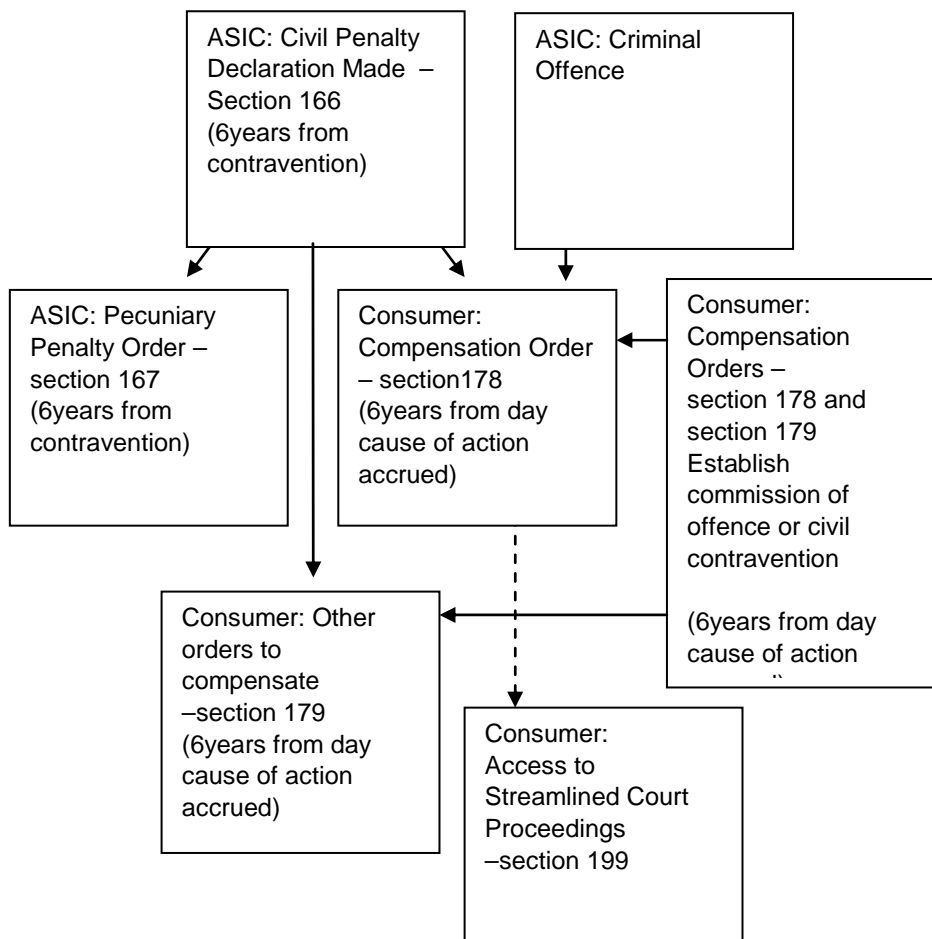 ASIC: Civil Penalty
Declaration Made –
Section 166
(6years from
contravention)
ASIC: Criminal
Offence
ASIC: Pecuniary
Penalty Order –
section 167
(6years from
contravention)
Consumer:
Compensation Order
– section178
(6years from day
cause of action
accrued)
Consumer:
Compensation
Orders –
section 178 and
section 179
Establish
commission of
offence or civil
contravention
(6years from day
cause of action
Consumer: Other
orders to
compensate
–section 179
(6years from day
cause of action
accrued)
Consumer:
Access to
Streamlined Court
Proceedings
–section 199